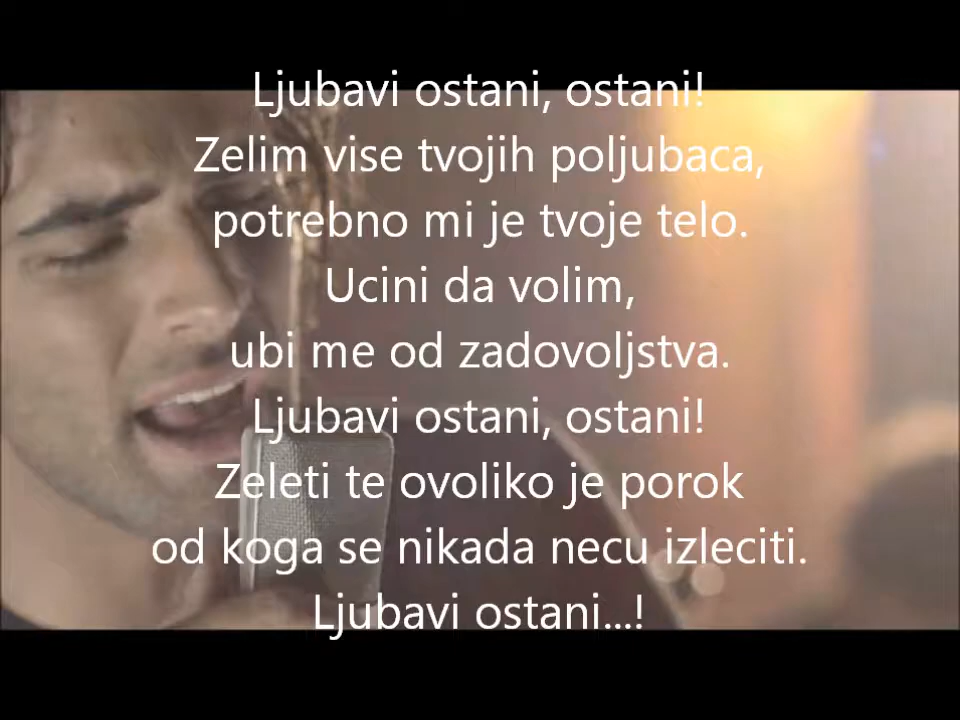 Ljubavi ostani, ostani!
Zelim vise tvojih poljubaca,
potrebno mi je tvoje telo.
Ucini da volim,
ubi me od zadovoljstva.
Ljubavi ostani, ostani!
Zeleti te ovoliko je porok
od koga se nikada necu izleciti.
Ljubavi ostani...!